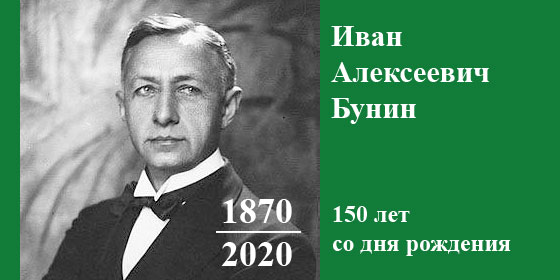 Иван
Алексеевич
Бунин
1870
2020
150 лет
со дня рождения